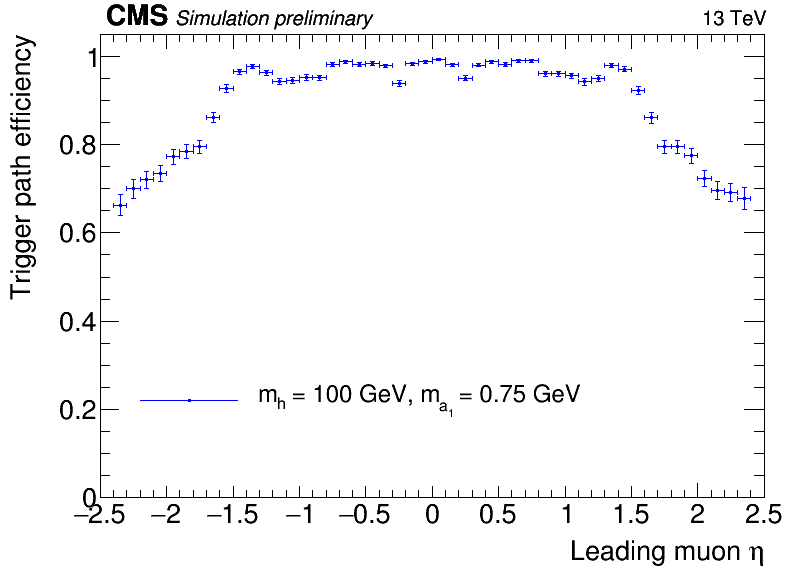 CMS Simulation preliminary 13 TeV
Trigger path efficiency
1
0.8
0.6
0.4
0.2
0
m_h = 100 GeV, m_{a_1} = 0.75 GeV
−2.5 −2 −1.5 −1 −0.5 0 0.5 1 1.5 2 2.5
Leading muon η